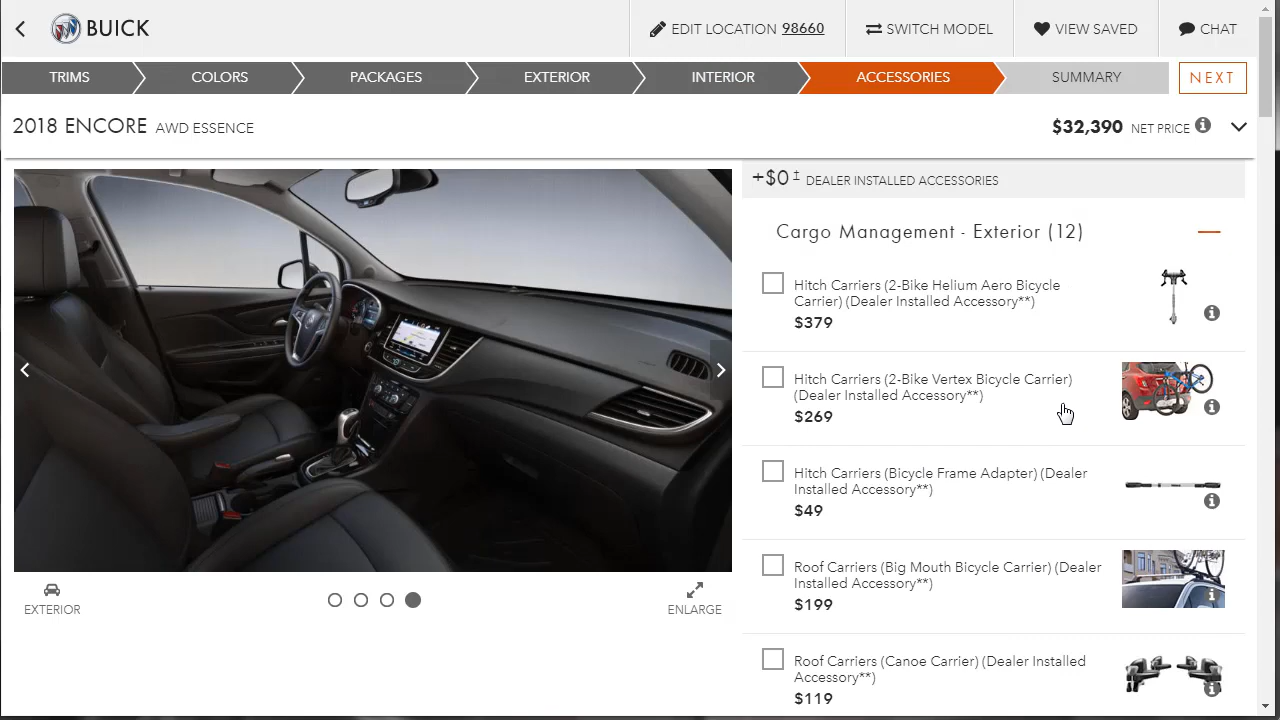 BUICK
EDIT LOCATION 98660
SWITCH MODEL
VIEW SAVED
CHAT
TRIMS
COLORS
PACKAGES
EXTERIOR
INTERIOR
ACCESSORIES
SUMMARY
NEXT
2018 ENCORE AWD ESSENCE
$32,390 NET PRICE
+$0‡ DEALER INSTALLED ACCESSORIES
Cargo Management - Exterior (12)
Hitch Carriers (2-Bike Helium Aero Bicycle
Carrier) (Dealer Installed Accessory**)
$379
Hitch Carriers (2-Bike Vertex Bicycle Carrier)
(Dealer Installed Accessory**)
$269
Hitch Carriers (Bicycle Frame Adapter) (Dealer
Installed Accessory**)
$49
Roof Carriers (Big Mouth Bicycle Carrier) (Dealer
Installed Accessory**)
$199
Roof Carriers (Canoe Carrier) (Dealer Installed
Accessory**)
$119
EXTERIOR
ENLARGE